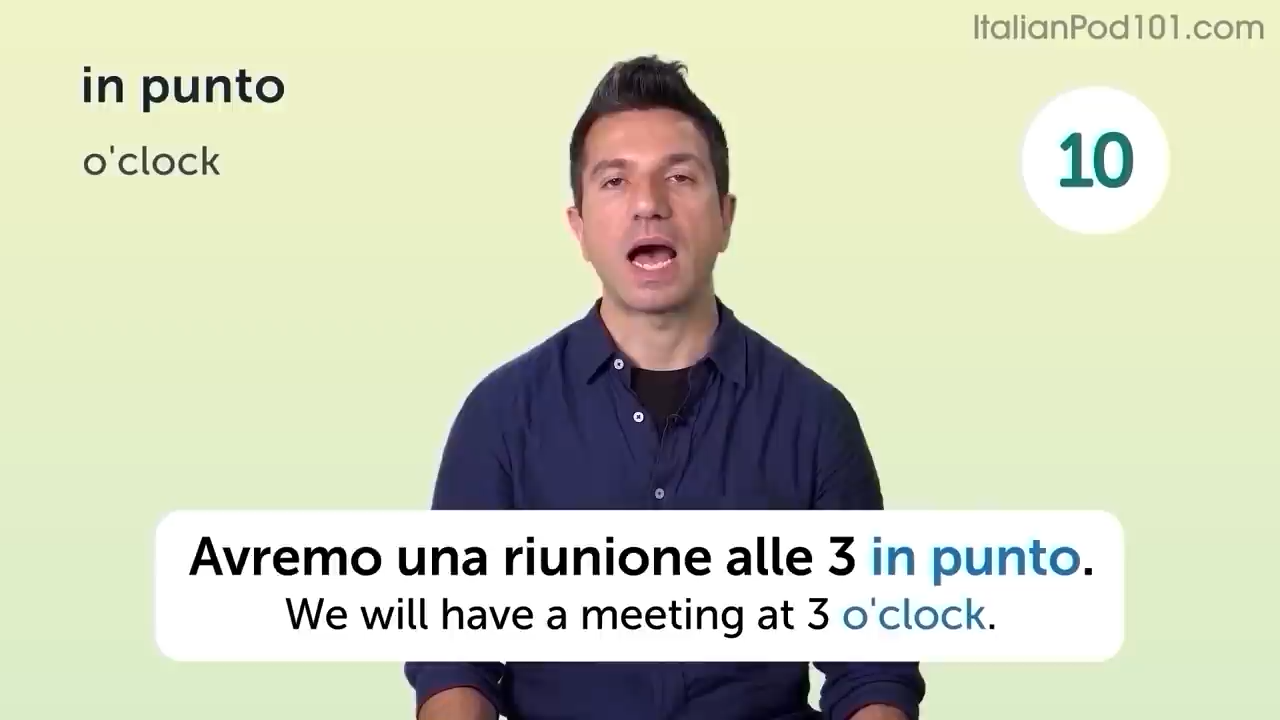 ItalianPod101.com
in punto
o'clock
10
Avremo una riunione alle 3 in punto.
We will have a meeting at 3 o'clock.